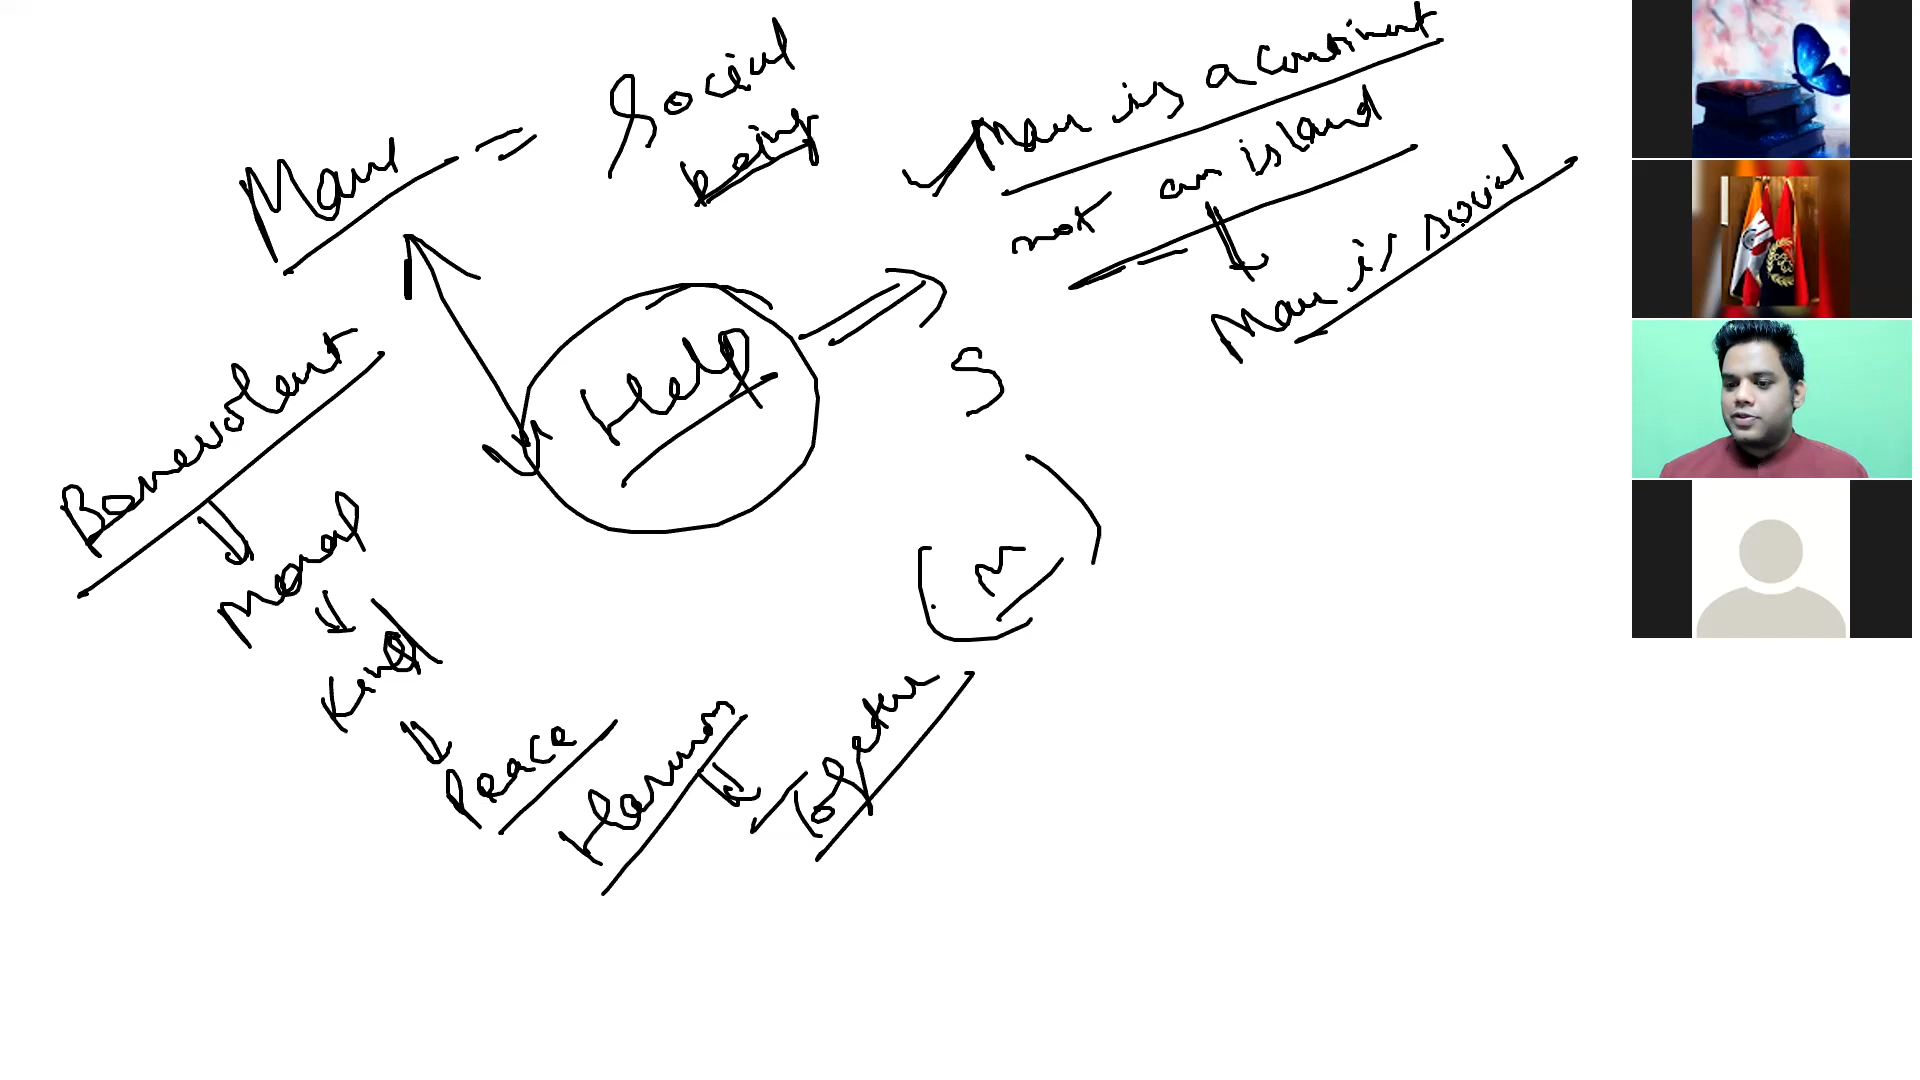 Man = Social
being
Man is a continent
not an island
Man is social
Help
S
Benevolent
Moral
Kind
Peace
Harmony
Together